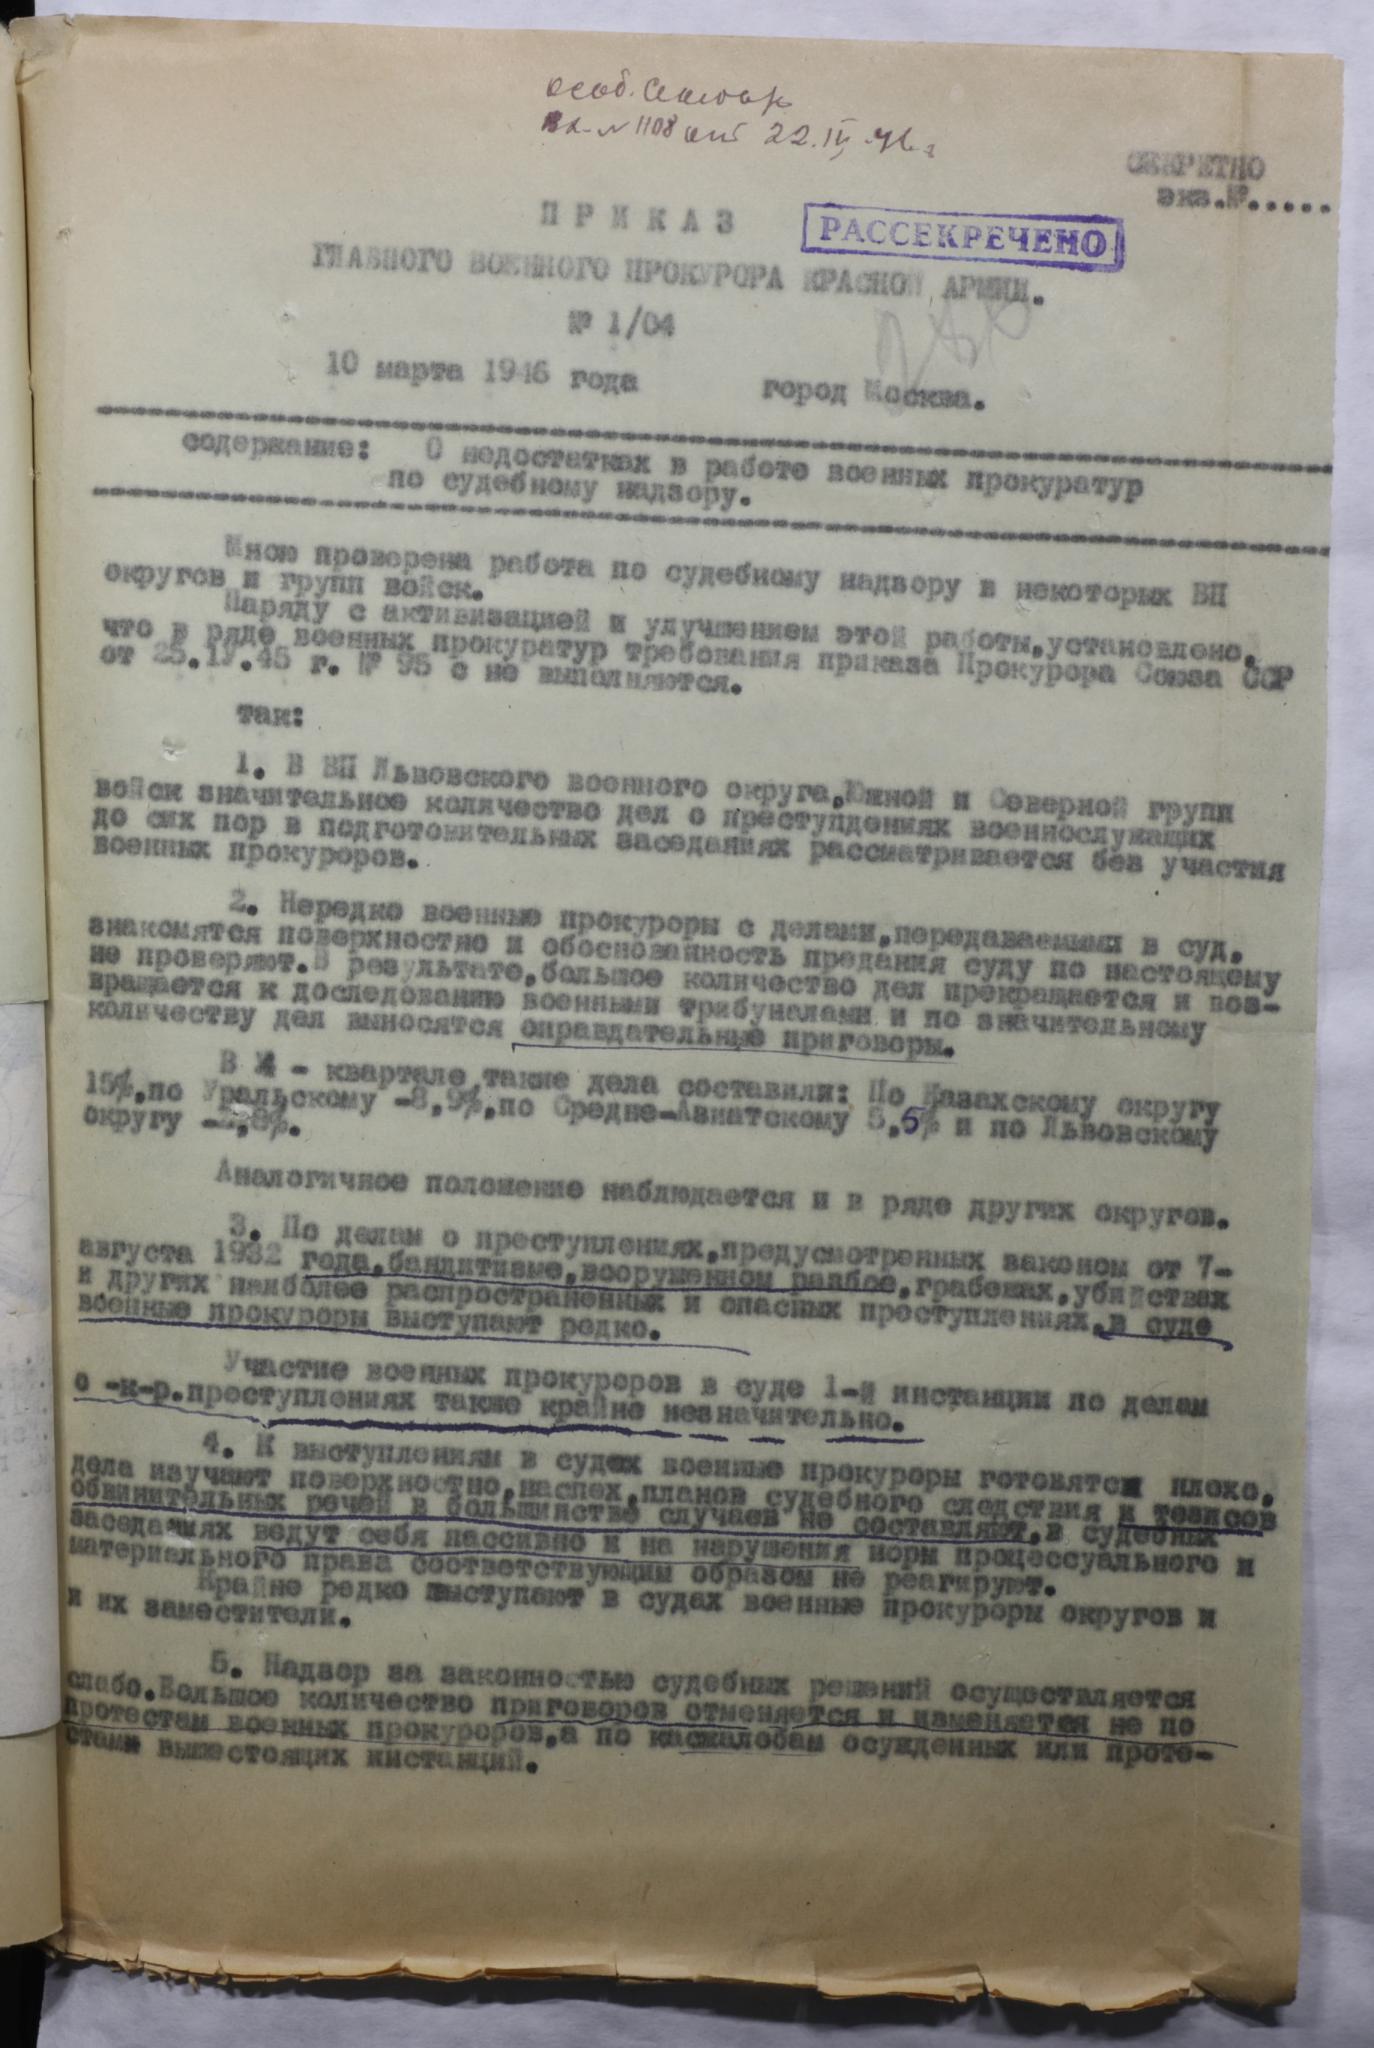 особ.
вх. № 1108 от 22.III.46 г
СЕКРЕТНО
экз.№.....
П Р И К А З
РАССЕКРЕЧЕНО
ГЛАВНОГО ВОЕННОГО ПРОКУРОРА КРАСНОЙ АРМИИ.
№ 1/04
10 марта 1946 года город Москва.
содержание: О недостатках в работе военных прокуратур
по судебному надзору.
Мною проверена работа по судебному надзору в некоторых ВП
округов и групп войск.
Наряду с активизацией и улучшением этой работы,установлено,
что в ряде военных прокуратур требования приказа Прокурора Союза ССР
от 25.IУ.45 г. № 95 с не выполняются.
так:
1. В ВП Львовского военного округа,Южной и Северной групп
войск значительное количество дел о преступлениях военнослужащих
до сих пор в подготовительных заседаниях рассматривается без участия
военных прокуроров.
2. Нередко военные прокуроры с делами,передаваемыми в суд,
знакомятся поверхностно и обоснованность предания суду по настоящему
не проверяют.В результате,большое количество дел прекращается и воз-
вращается к доследованию военными трибуналами и по значительному
количеству дел выносятся оправдательные приговоры.
В 4 - квартале такие дела составили: По Казахскому округу
15%,по Уральскому -8,9%,по Средне-Азиатскому 5,5% и по Львовскому
округу -2,8%.
Аналогичное положение наблюдается и в ряде других округов.
3. По делам о преступлениях,предусмотренных законом от 7-
августа 1932 года,бандитизме,вооруженном разбое,грабежах,убийствах
и других наиболее распространенных и опасных преступлениях,в суде
военные прокуроры выступают редко.
Участие военных прокуроров в суде 1-й инстанции по делам
о -к-р.преступлениях также крайне незначительно.
4. К выступлениям в судах военные прокуроры готовятся плохо,
дела изучают поверхностно,наспех,планов судебного следствия и тезисов
обвинительных речей в большинстве случаев не составляют,в судебных
заседаниях ведут себя пассивно и на нарушения норм процессуального и
материального права соответствующим образом не реагируют.
Крайне редко выступают в судах военные прокуроры округов и
и их заместители.
5. Надзор за законностью судебных решений осуществляется
слабо.Большое количество приговоров отменяется и изменяется не по
протестам военных прокуроров,а по касжалобам осужденных или проте-
стами вышестоящих инстанций.